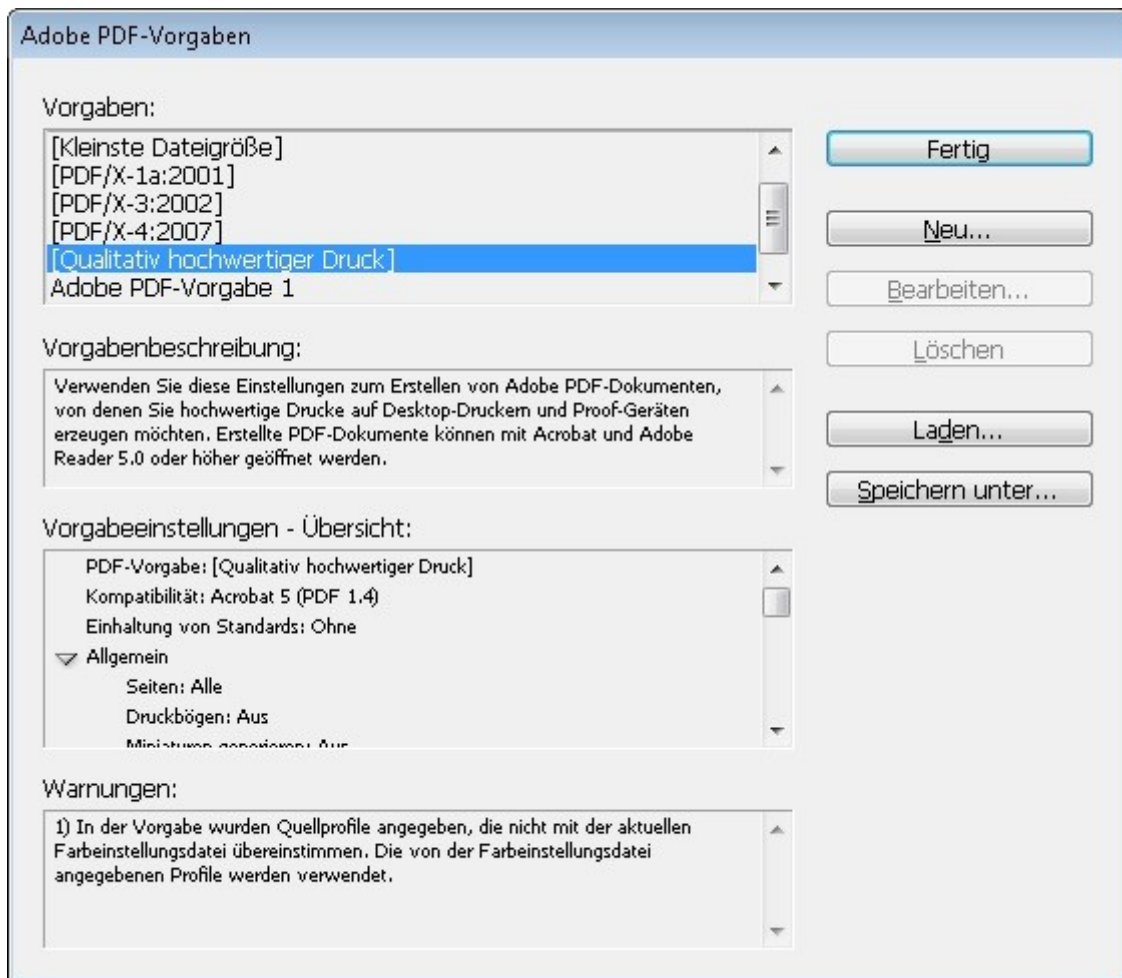 Adobe PDF-Vorgaben
Vorgaben:
[Kleinste Dateigröße]
[PDF/X-1a:2001]
[PDF/X-3:2002]
[PDF/X-4:2007]
[Qualitativ hochwertiger Druck]
Adobe PDF-Vorgabe 1
Fertig
Neu...
Bearbeiten...
Löschen
Laden...
Speichern unter...
Vorgabenbeschreibung:
Verwenden Sie diese Einstellungen zum Erstellen von Adobe PDF-Dokumenten,
von denen Sie hochwertige Drucke auf Desktop-Druckern und Proof-Geräten
erzeugen möchten. Erstellte PDF-Dokumente können mit Acrobat und Adobe
Reader 5.0 oder höher geöffnet werden.
Vorgabeeinstellungen - Übersicht:
PDF-Vorgabe: [Qualitativ hochwertiger Druck]
Kompatibilität: Acrobat 5 (PDF 1.4)
Einhaltung von Standards: Ohne
Allgemein
Seiten: Alle
Druckbögen: Aus
Miniaturen generieren: Aus
Warnungen:
1) In der Vorgabe wurden Quellprofile angegeben, die nicht mit der aktuellen
Farbeinstellungsdatei übereinstimmen. Die von der Farbeinstellungsdatei
angegebenen Profile werden verwendet.